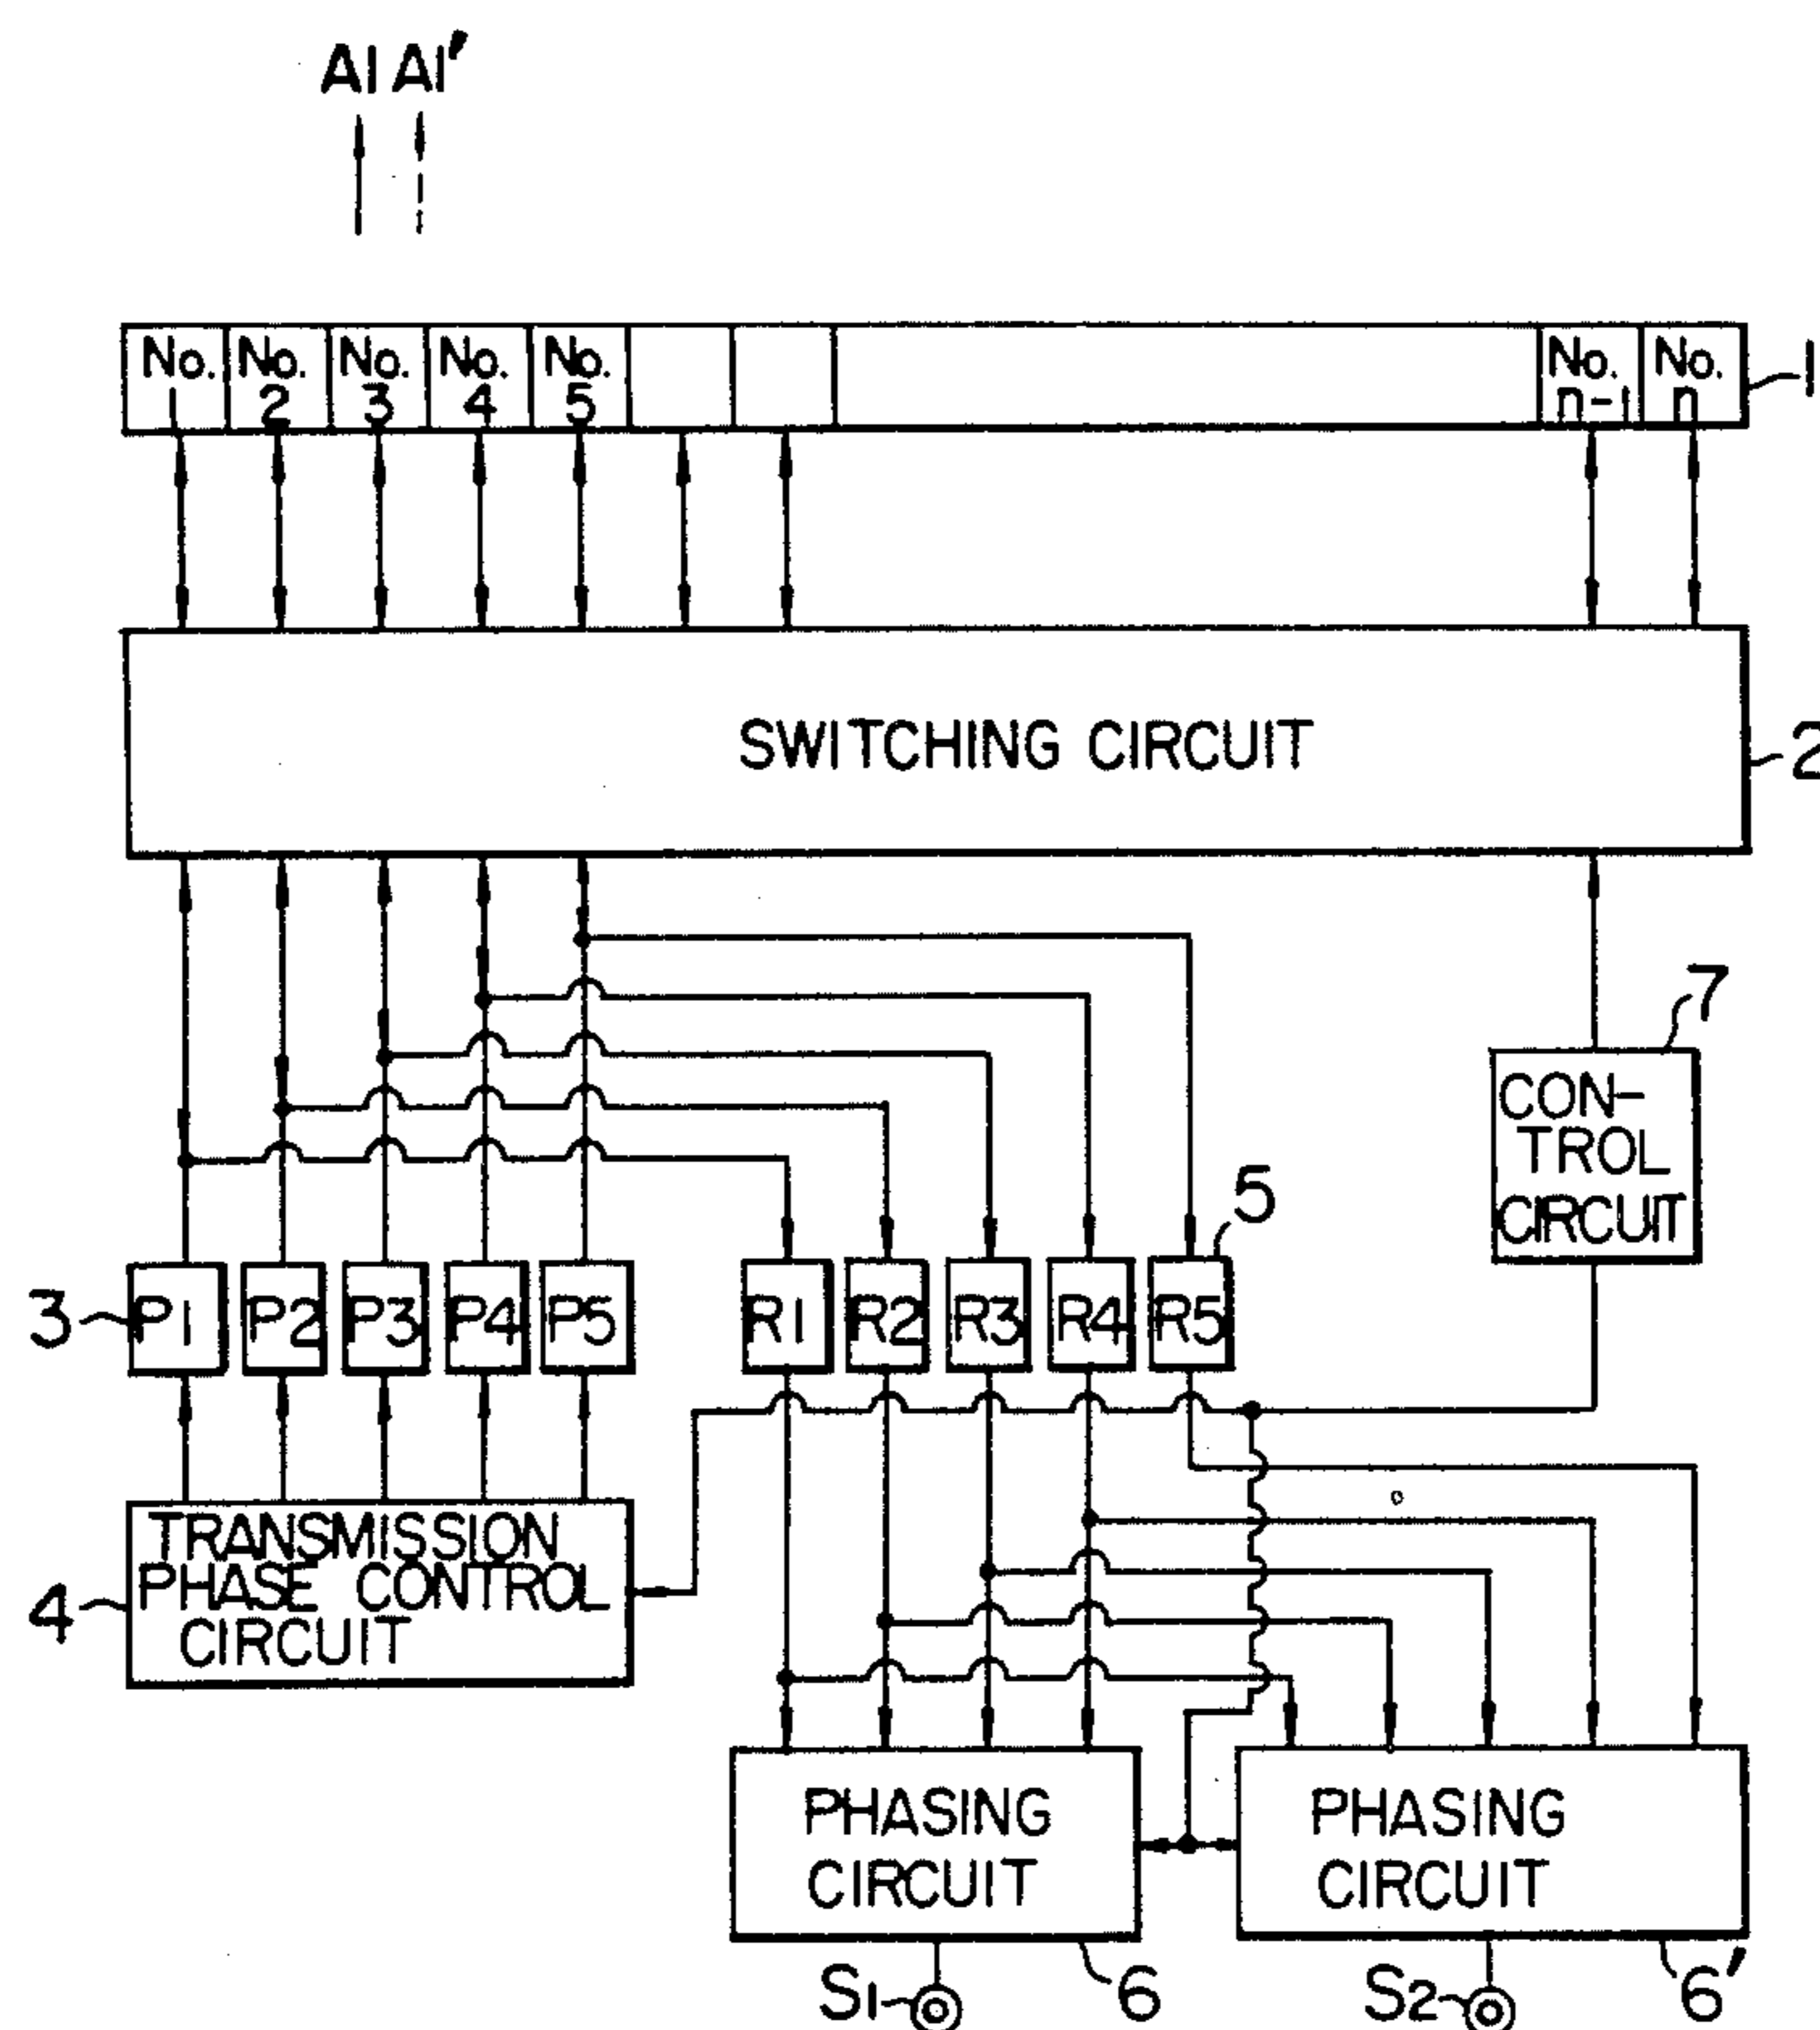 A1 A1'
No. 1 No. 2 No. 3 No. 4 No. 5 No. n-1 No. n
1
SWITCHING CIRCUIT
2
7
CON-
TROL
CIRCUIT
5
3
P1 P2 P3 P4 P5 R1 R2 R3 R4 R5
4
TRANSMISSION
PHASE CONTROL
CIRCUIT
PHASING
CIRCUIT
PHASING
CIRCUIT
S1 6 S2 6'